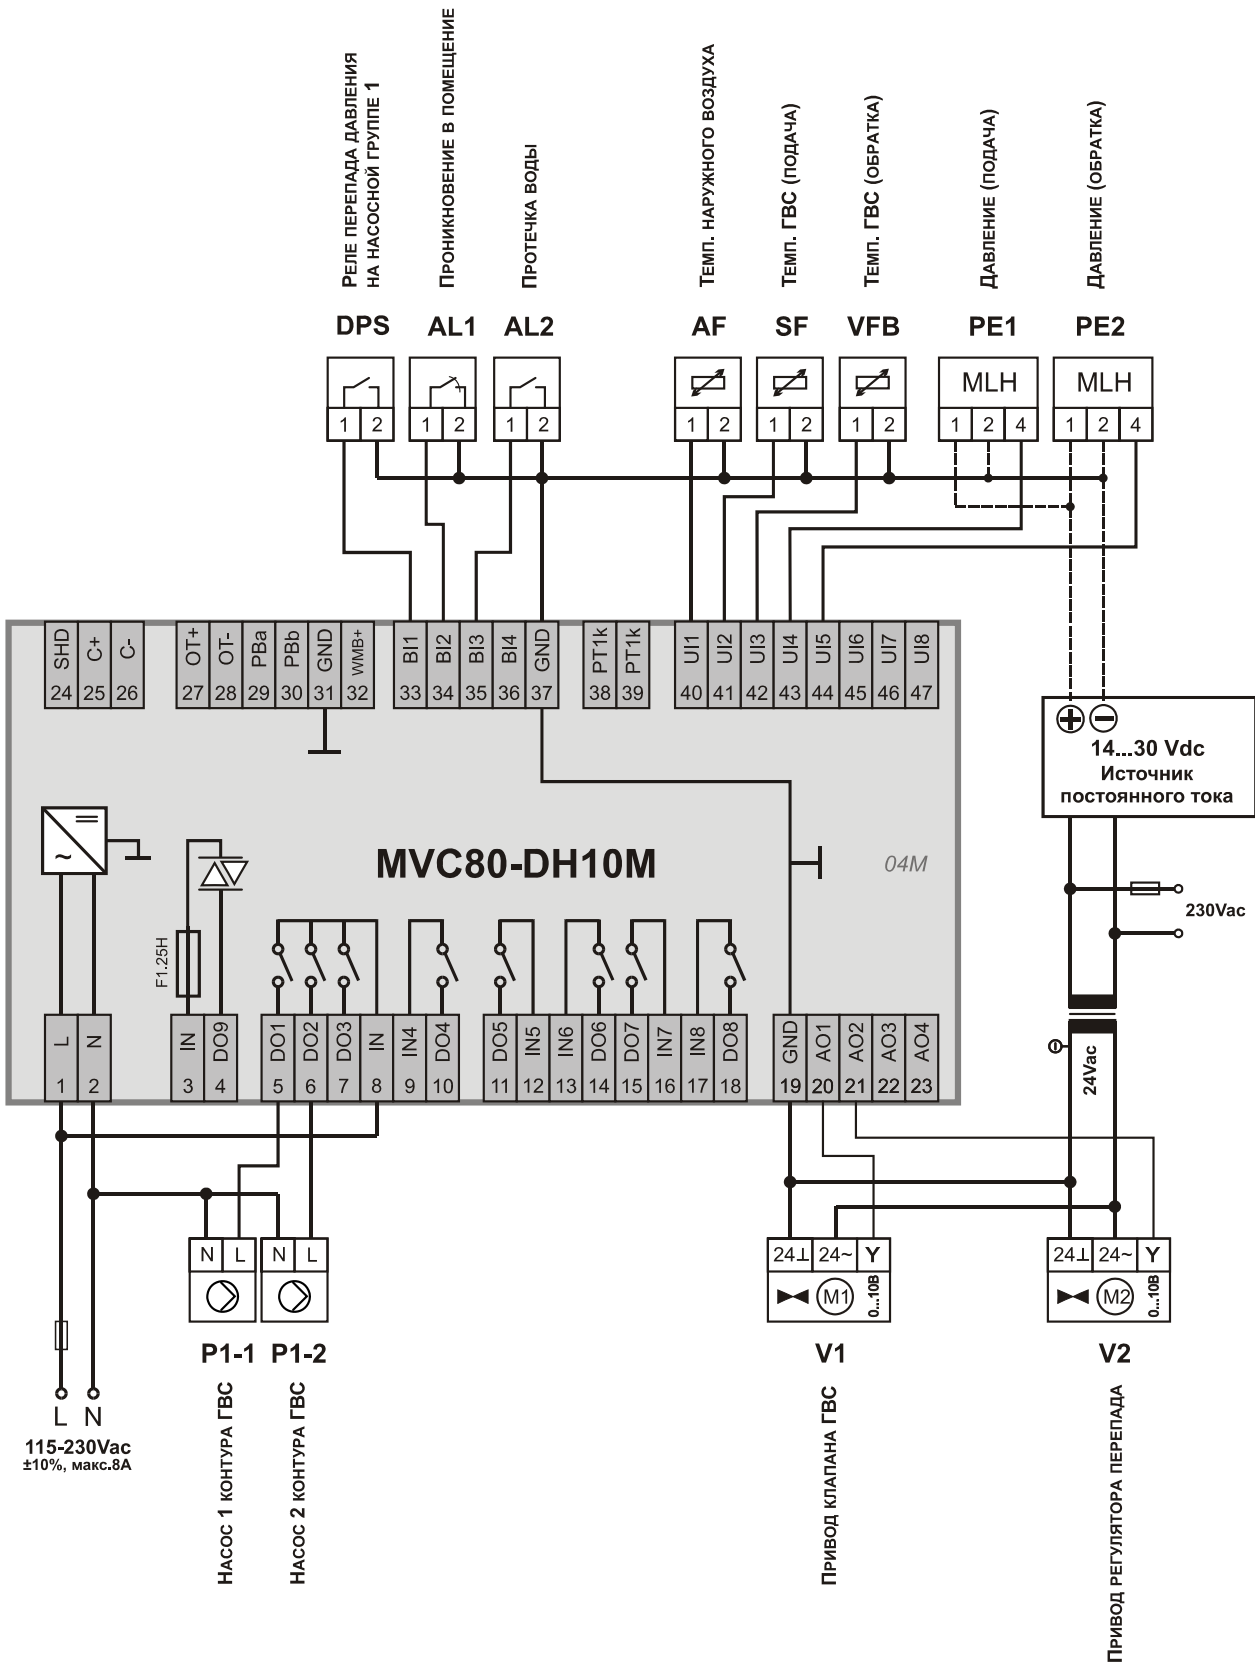 Реле перепада давления
на насосной группе 1
Проникновение в помещение
Протечка воды
Темп. наружного воздуха
Темп. ГВС (подача)
Темп. ГВС (обратка)
Давление (подача)
Давление (обратка)
DPS AL1 AL2 AF SF VFB PE1 PE2
MLH MLH
1 2 1 2 1 2 1 2 1 2 1 2 1 2 4 1 2 4
SHD C+ C- OT+ OT- PBa PBb GND WMB+ BI1 BI2 BI3 BI4 GND PT1k PT1k UI1 UI2 UI3 UI4 UI5 UI6 UI7 UI8
24 25 26 27 28 29 30 31 32 33 34 35 36 37 38 39 40 41 42 43 44 45 46 47
14...30 Vdc
Источник
постоянного тока
MVC80-DH10M
04M
230Vac
F1.25H
24Vac
L N IN DO9 DO1 DO2 DO3 IN IN4 DO4 DO5 IN5 IN6 DO6 DO7 IN7 IN8 DO8 GND AO1 AO2 AO3 AO4
1 2 3 4 5 6 7 8 9 10 11 12 13 14 15 16 17 18 19 20 21 22 23
N L N L
24⊥ 24~ Y 24⊥ 24~ Y
M1 0...10В M2 0...10В
P1-1 P1-2 V1 V2
L N
115-230Vac
±10%, макс.8А
Насос 1 контура ГВС
Насос 2 контура ГВС
Привод клапана ГВС
Привод регулятора перепада